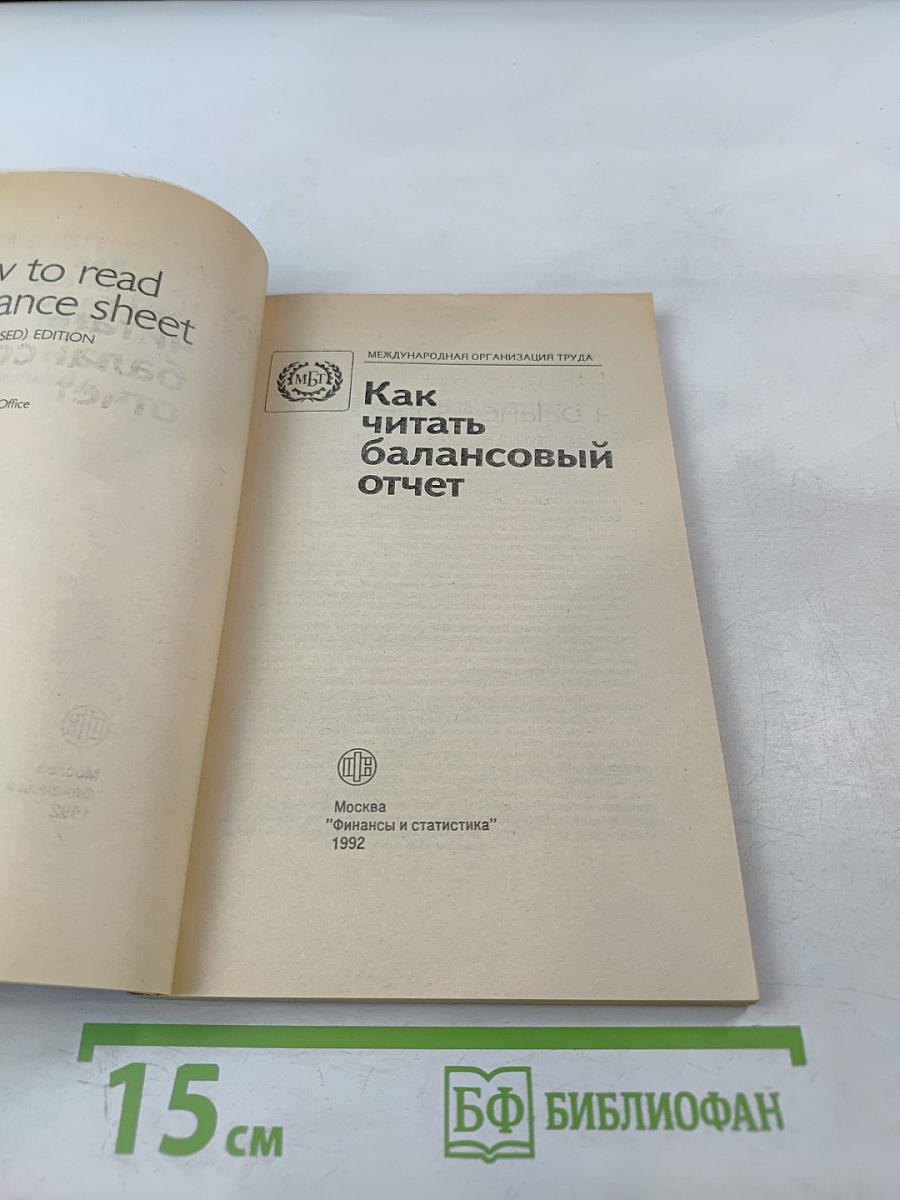 to read
ance sheet
SED) EDITION
Office
МЕЖДУНАРОДНАЯ ОРГАНИЗАЦИЯ ТРУДА
МБТ
Как
читать
балансовый
отчет
Москва
"Финансы и статистика"
1992
15 см
БФ БИБЛИОФАН